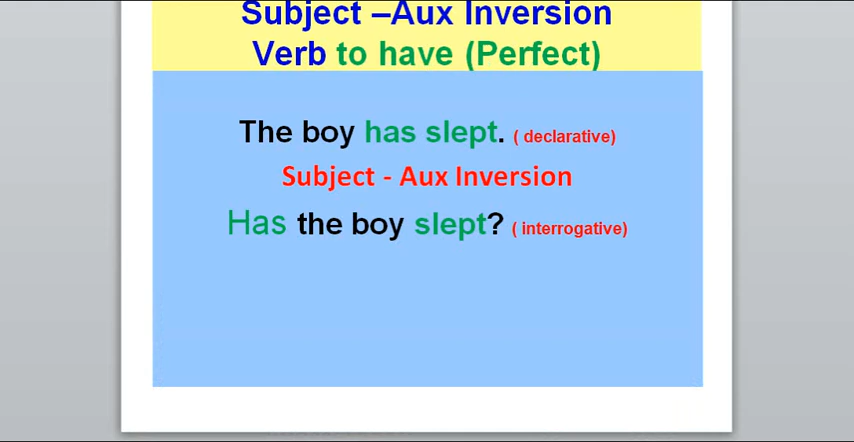 Subject –Aux Inversion
Verb to have (Perfect)
The boy has slept. ( declarative)
Subject - Aux Inversion
Has the boy slept? ( interrogative)